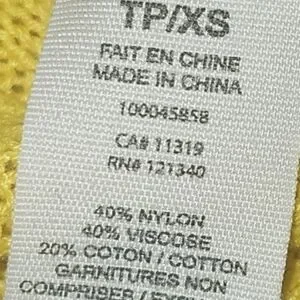 TP/XS
FAIT EN CHINE
MADE IN CHINA
100045858
CA# 11319
RN# 121340
40% NYLON
40% VISCOSE
20% COTON / COTTON
GARNITURES NON
COMPRISES /